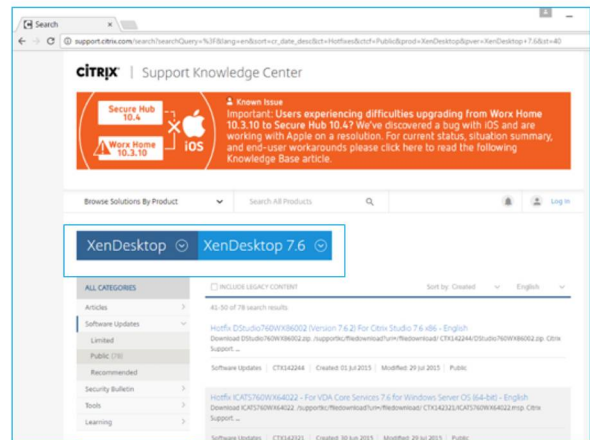 Search
support.citrix.com/search?searchQuery=%3F&lang=en&sort=cr_date_desc&ct=Hotfixes&ctcf=Public&prod=XenDesktop&pver=XenDesktop+7.6&st=40
CITRIX | Support Knowledge Center
Secure Hub
10.4
Worx Home
10.3.10
iOS
Known Issue
Important: Users experiencing difficulties upgrading from Worx Home
10.3.10 to Secure Hub 10.4? We've discovered a bug with iOS and are
working with Apple on a resolution. For current status, situation summary,
and end-user workarounds please click here to read the following
Knowledge Base article.
Browse Solutions By Product
Search All Products
Log In
XenDesktop
XenDesktop 7.6
ALL CATEGORIES
INCLUDE LEGACY CONTENT
Sort by: Created
English
Articles
41-50 of 78 search results
Software Updates
Limited
Public (78)
Recommended
Security Bulletin
Tools
Learning
Hotfix DStudio760WX86002 (Version 7.6.2) For Citrix Studio 7.6 x86 - English
Download DStudio760WX86002.zip. /supportkc/filedownload?uri=/filedownload/ CTX142244/DStudio760WX86002.zip Citrix
Support ...
Software Updates | CTX142244 | Created: 01 Jul 2015 | Modified: 29 Jul 2015 | Public
Hotfix ICATS760WX64022 - For VDA Core Services 7.6 for Windows Server OS (64-bit) - English
Download ICATS760WX64022. /supportkc/filedownload?uri=/filedownload/ CTX142321/ICATS760WX64022.msp. Citrix
Support ...
Software Updates | CTX142321 | Created: 30 Jun 2015 | Modified: 29 Jul 2015 | Public